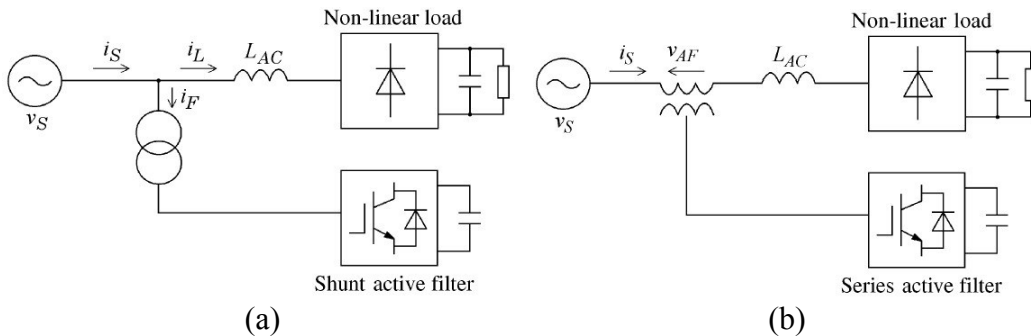 Non-linear load
i_S
i_L
L_AC
i_F
v_S
Shunt active filter
(a)
Non-linear load
i_S
v_AF
L_AC
v_S
Series active filter
(b)